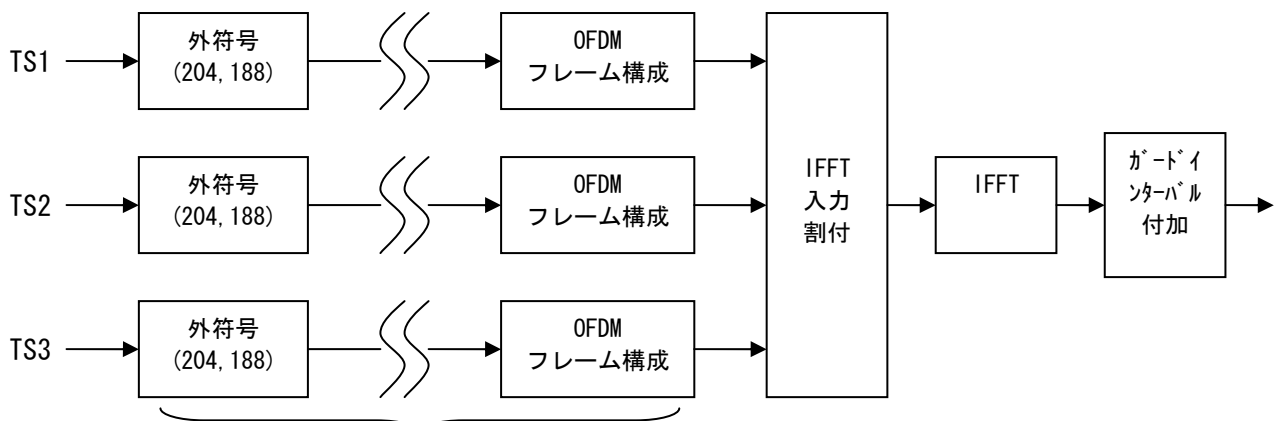 TS1
外符号
(204, 188)
OFDM
フレーム構成
TS2
外符号
(204, 188)
OFDM
フレーム構成
TS3
外符号
(204, 188)
OFDM
フレーム構成
IFFT
入力
割付
IFFT
ｶﾞｰﾄﾞｲ
ﾝﾀｰﾊﾞﾙ
付加